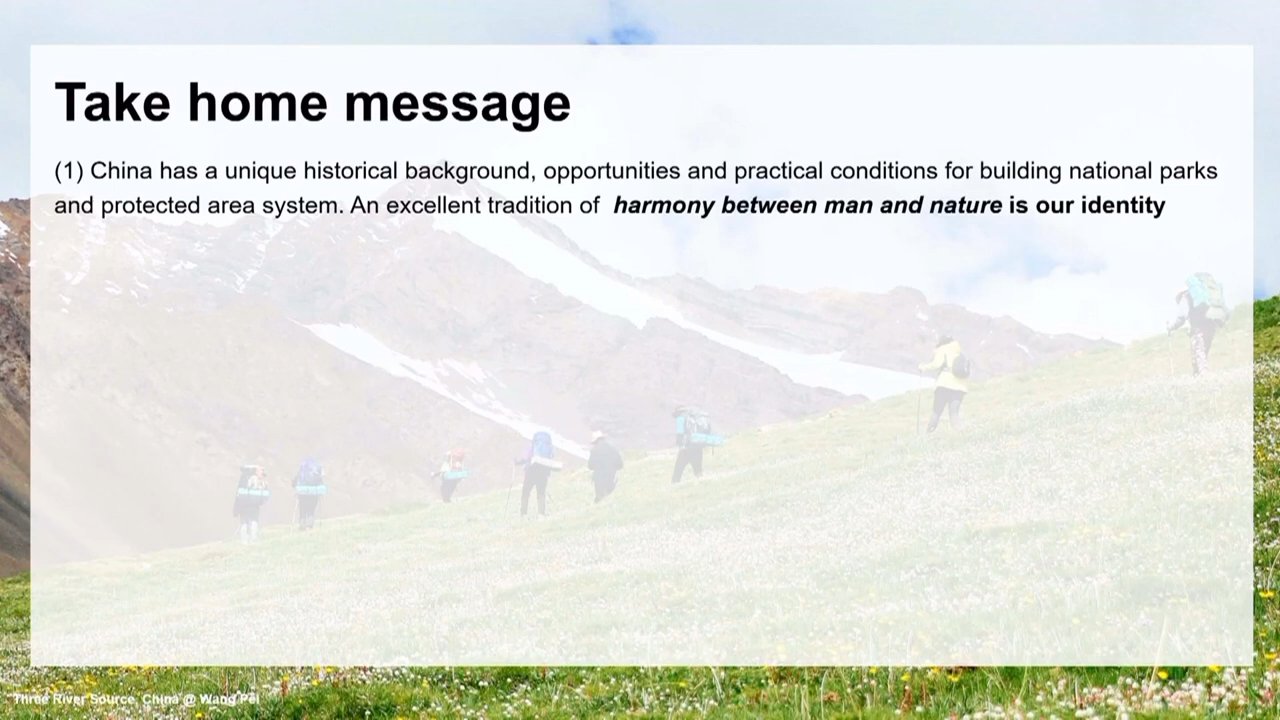 Take home message
(1) China has a unique historical background, opportunities and practical conditions for building national parks
and protected area system. An excellent tradition of harmony between man and nature is our identity
Three River Source, China @ Wang Pei